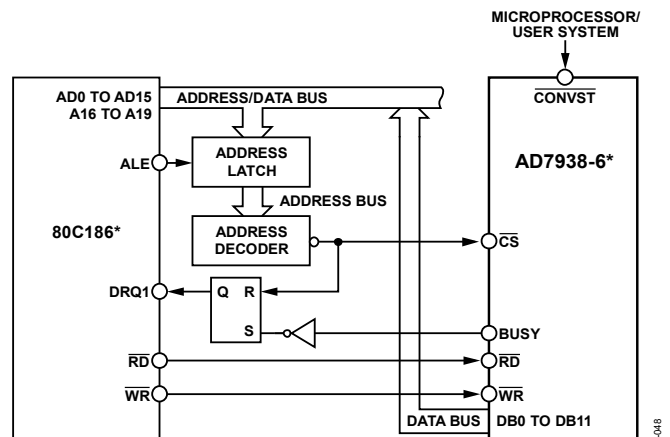 MICROPROCESSOR/
USER SYSTEM
CONVST
AD0 TO AD15
A16 TO A19
ADDRESS/DATA BUS
ALE
ADDRESS
LATCH
AD7938-6*
ADDRESS BUS
80C186*
ADDRESS
DECODER
CS
DRQ1
Q R
S
BUSY
RD
RD
WR
WR
DATA BUS
DB0 TO DB11
-048